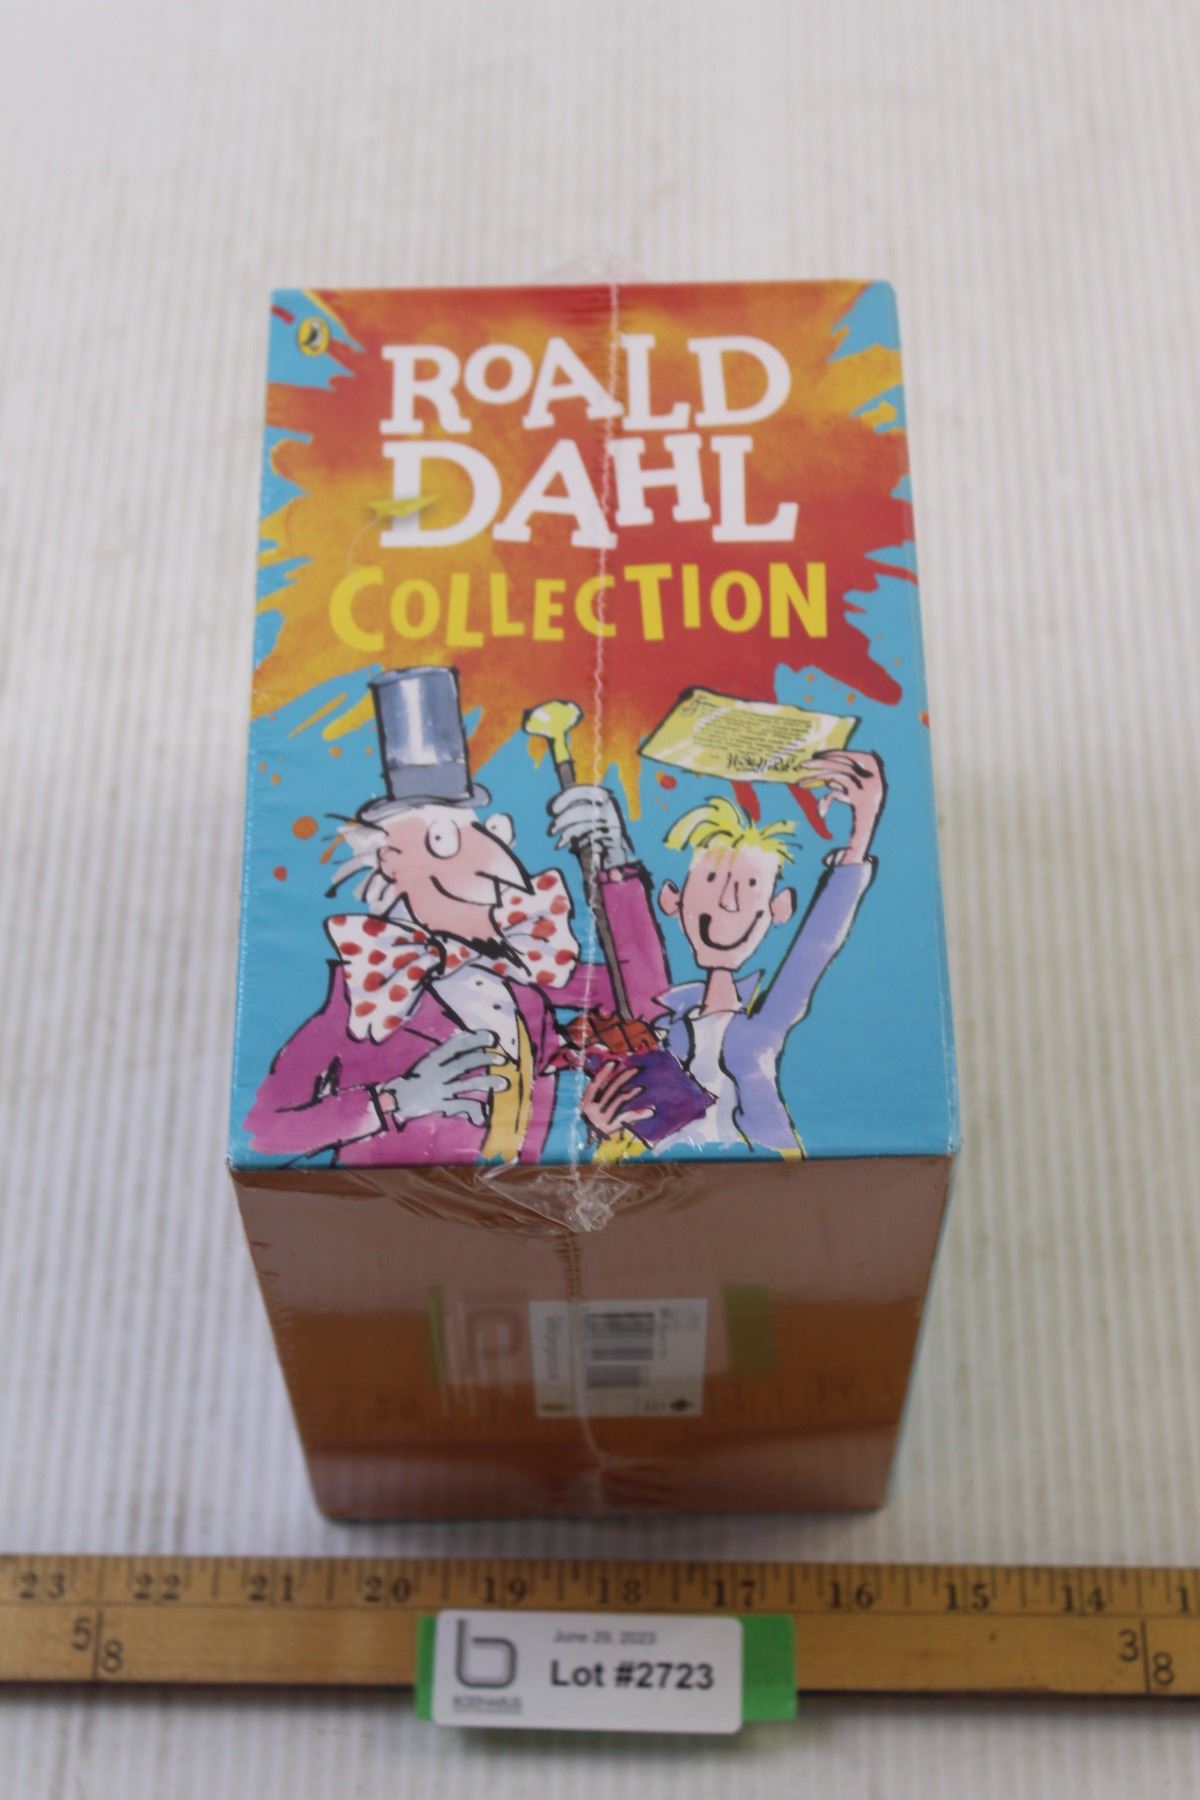 ROALD
DAHL
COLLECTION
23 22 21 20 19 18 17 16 15 14
5/8
3/8
June 29, 2023
Lot #2723
BODNARUS